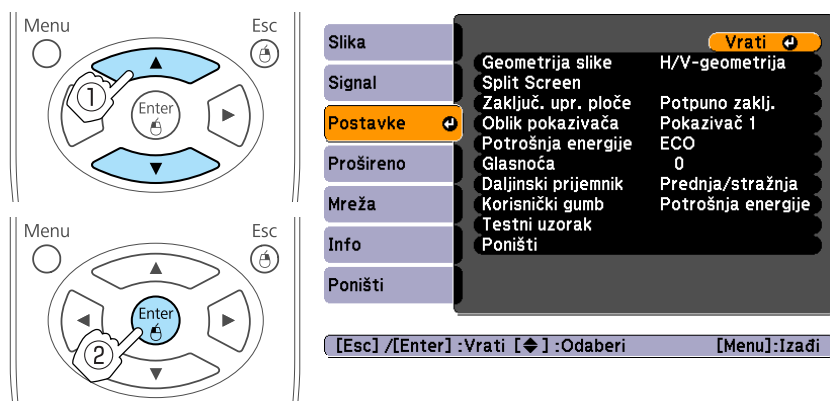 Menu Esc
1
Enter
Menu Esc
Enter
2
Slika
Signal
Postavke
Prošireno
Mreža
Info
Poništi
Vrati
Geometrija slike H/V-geometrija
Split Screen
Zaključ. upr. ploče Potpuno zaklj.
Oblik pokazivača Pokazivač 1
Potrošnja energije ECO
Glasnoća 0
Daljinski prijemnik Prednja/stražnja
Korisnički gumb Potrošnja energije
Testni uzorak
Poništi
[Esc] /[Enter] :Vrati [◆] :Odaberi [Menu]:Izađi